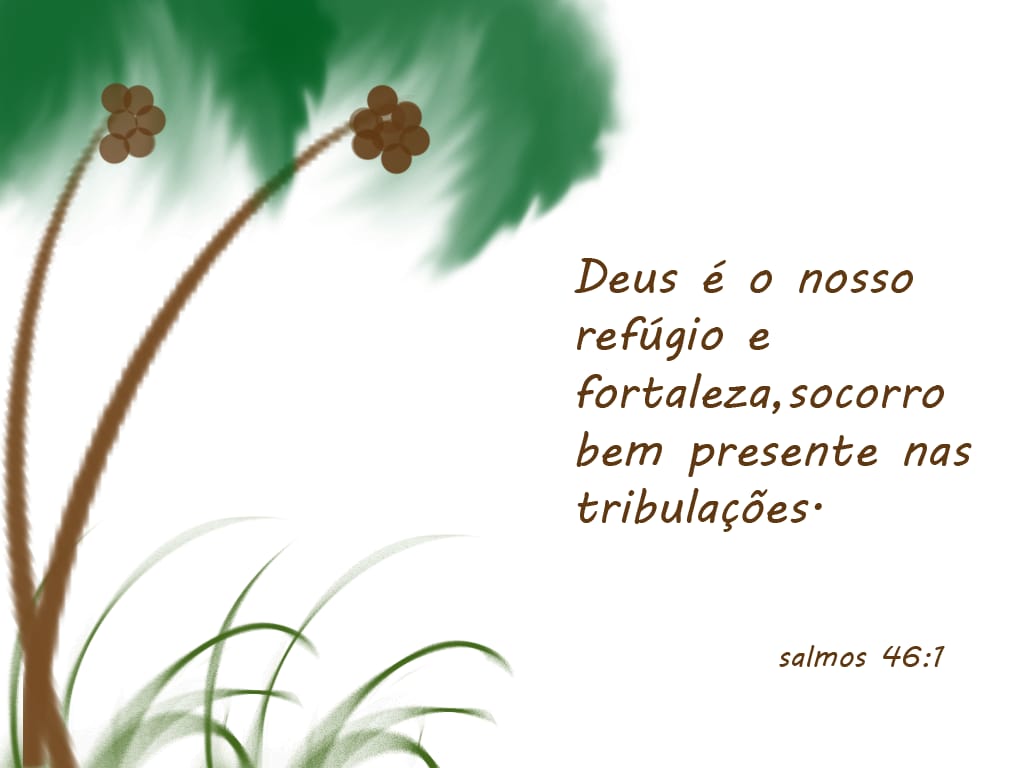 Deus é o nosso
refúgio e
fortaleza,socorro
bem presente nas
tribulações.
salmos 46:1